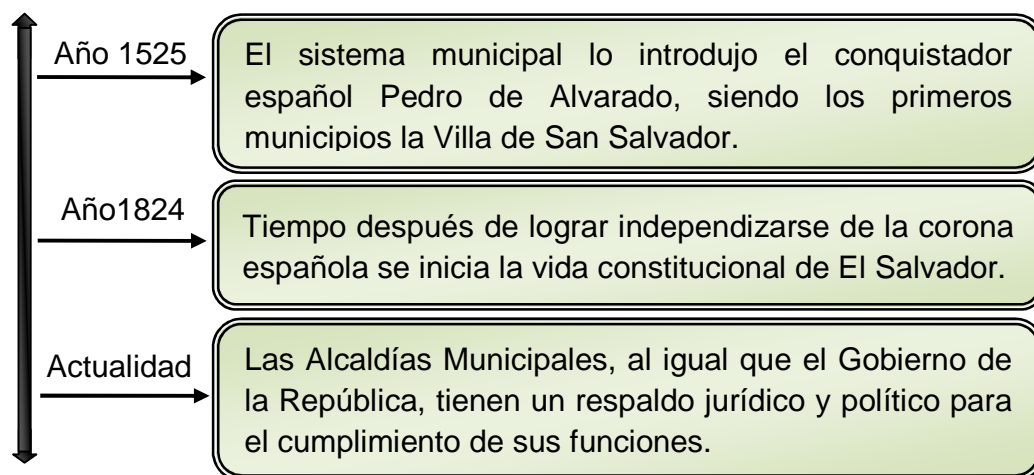 Año 1525
El sistema municipal lo introdujo el conquistador
español Pedro de Alvarado, siendo los primeros
municipios la Villa de San Salvador.
Año1824
Tiempo después de lograr independizarse de la corona
española se inicia la vida constitucional de El Salvador.
Actualidad
Las Alcaldías Municipales, al igual que el Gobierno de
la República, tienen un respaldo jurídico y político para
el cumplimiento de sus funciones.